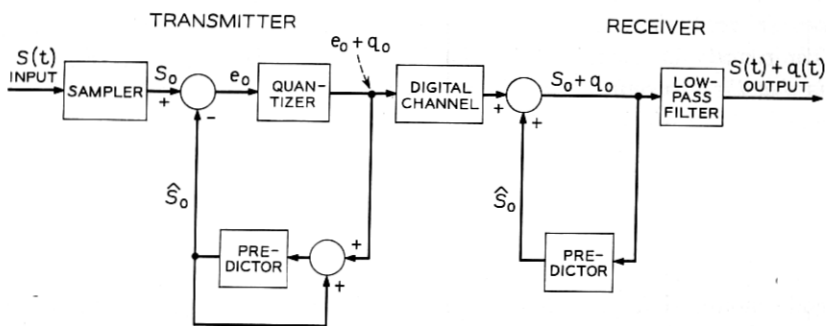 TRANSMITTER
RECEIVER
S(t)
INPUT
SAMPLER
S₀
+
−
e₀
QUAN-
TIZER
e₀ + q₀
DIGITAL
CHANNEL
+
+
S₀ + q₀
LOW-
PASS
FILTER
S(t) + q(t)
OUTPUT
Ŝ₀
PRE-
DICTOR
+
+
Ŝ₀
PRE-
DICTOR